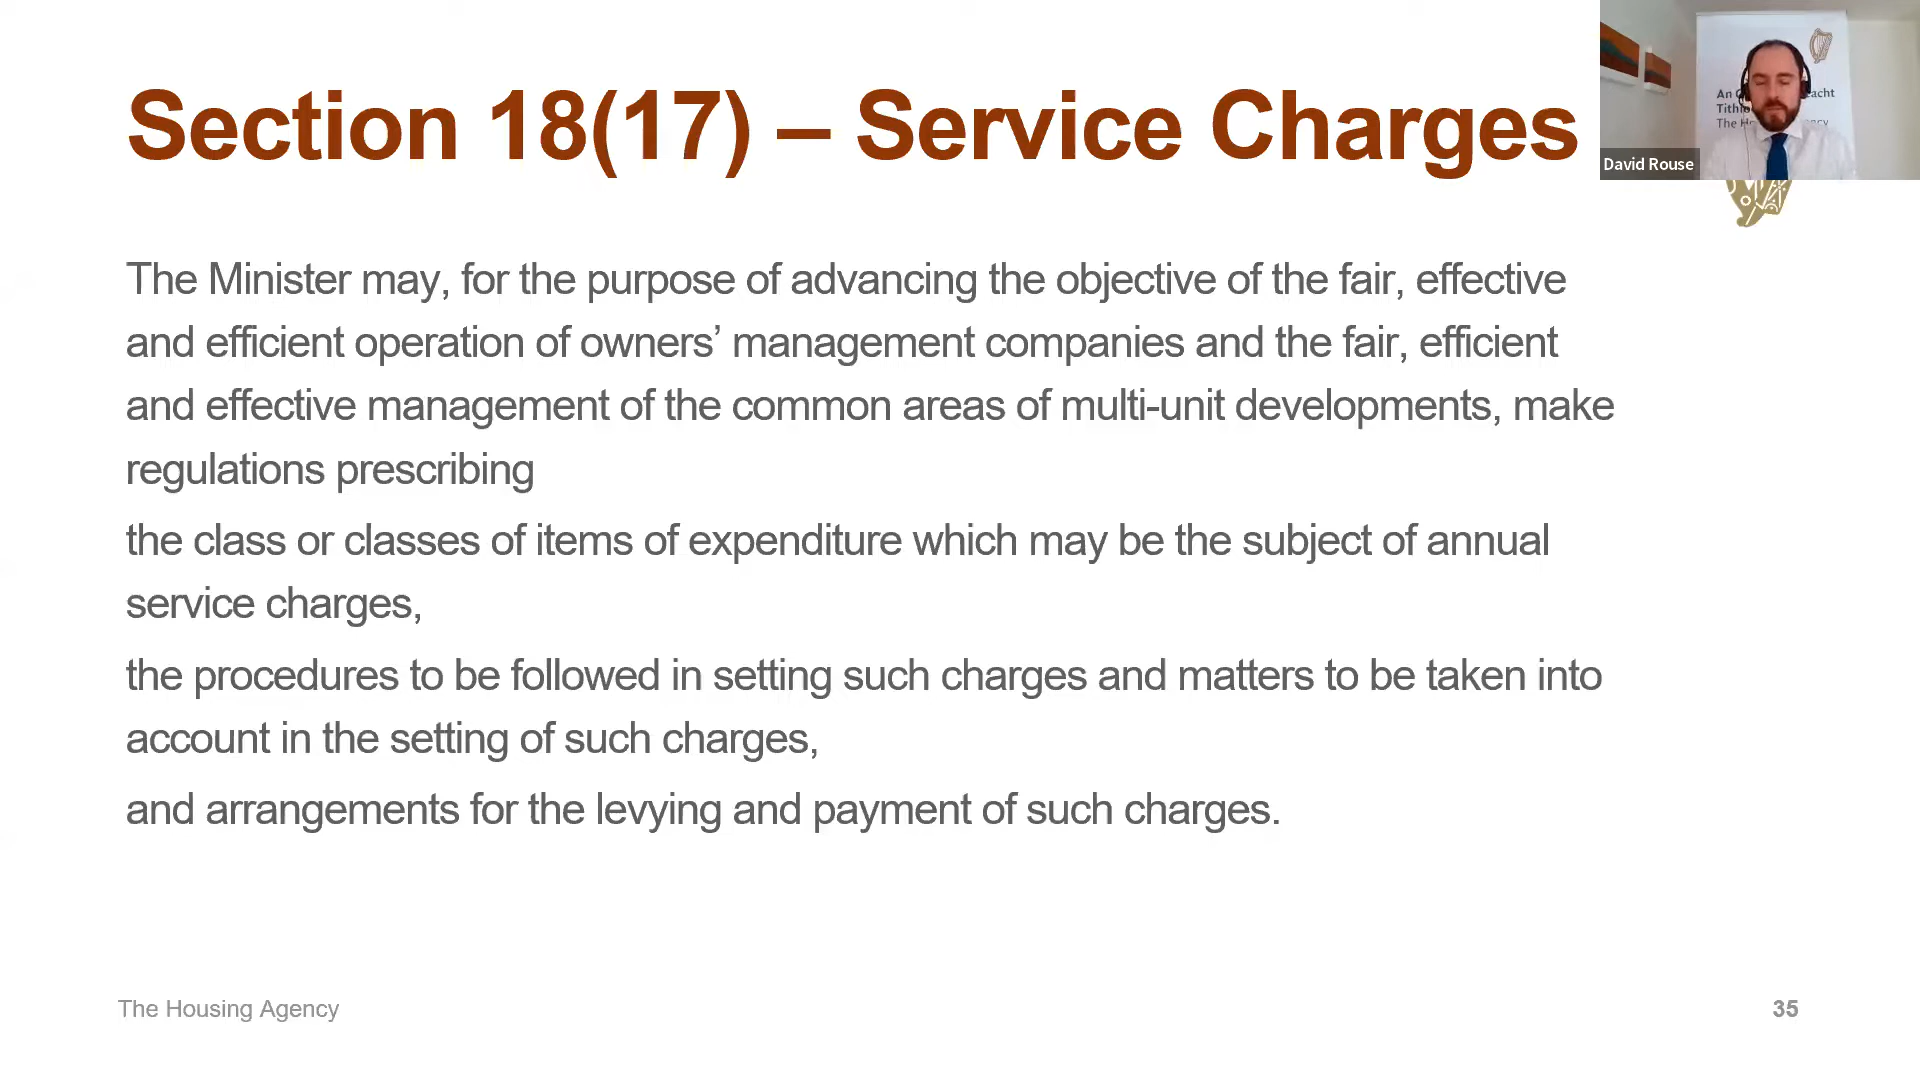 Section 18(17) – Service Charges
An
acht
The
David Rouse
The Minister may, for the purpose of advancing the objective of the fair, effective
and efficient operation of owners’ management companies and the fair, efficient
and effective management of the common areas of multi-unit developments, make
regulations prescribing
the class or classes of items of expenditure which may be the subject of annual
service charges,
the procedures to be followed in setting such charges and matters to be taken into
account in the setting of such charges,
and arrangements for the levying and payment of such charges.
The Housing Agency
35